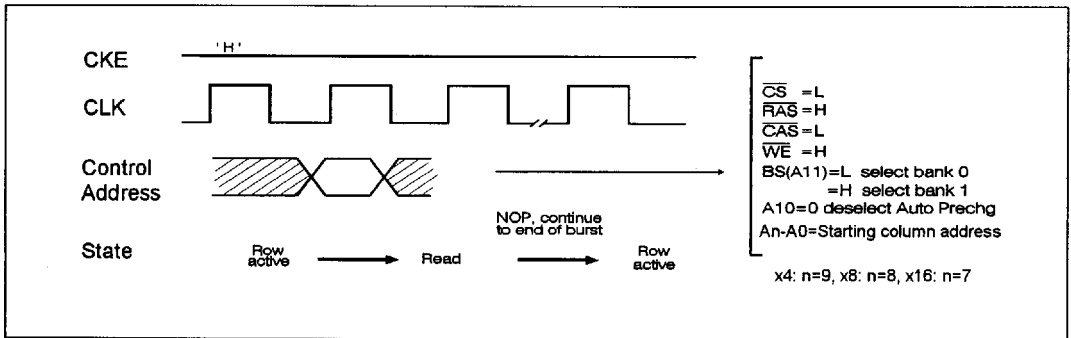 'H'
CKE
CLK
Control
Address
NOP, continue
to end of burst
State
Row
active
Read
Row
active
CS =L
RAS =H
CAS =L
WE =H
BS(A11)=L select bank 0
=H select bank 1
A10=0 deselect Auto Prechg
An-A0=Starting column address
x4: n=9, x8: n=8, x16: n=7